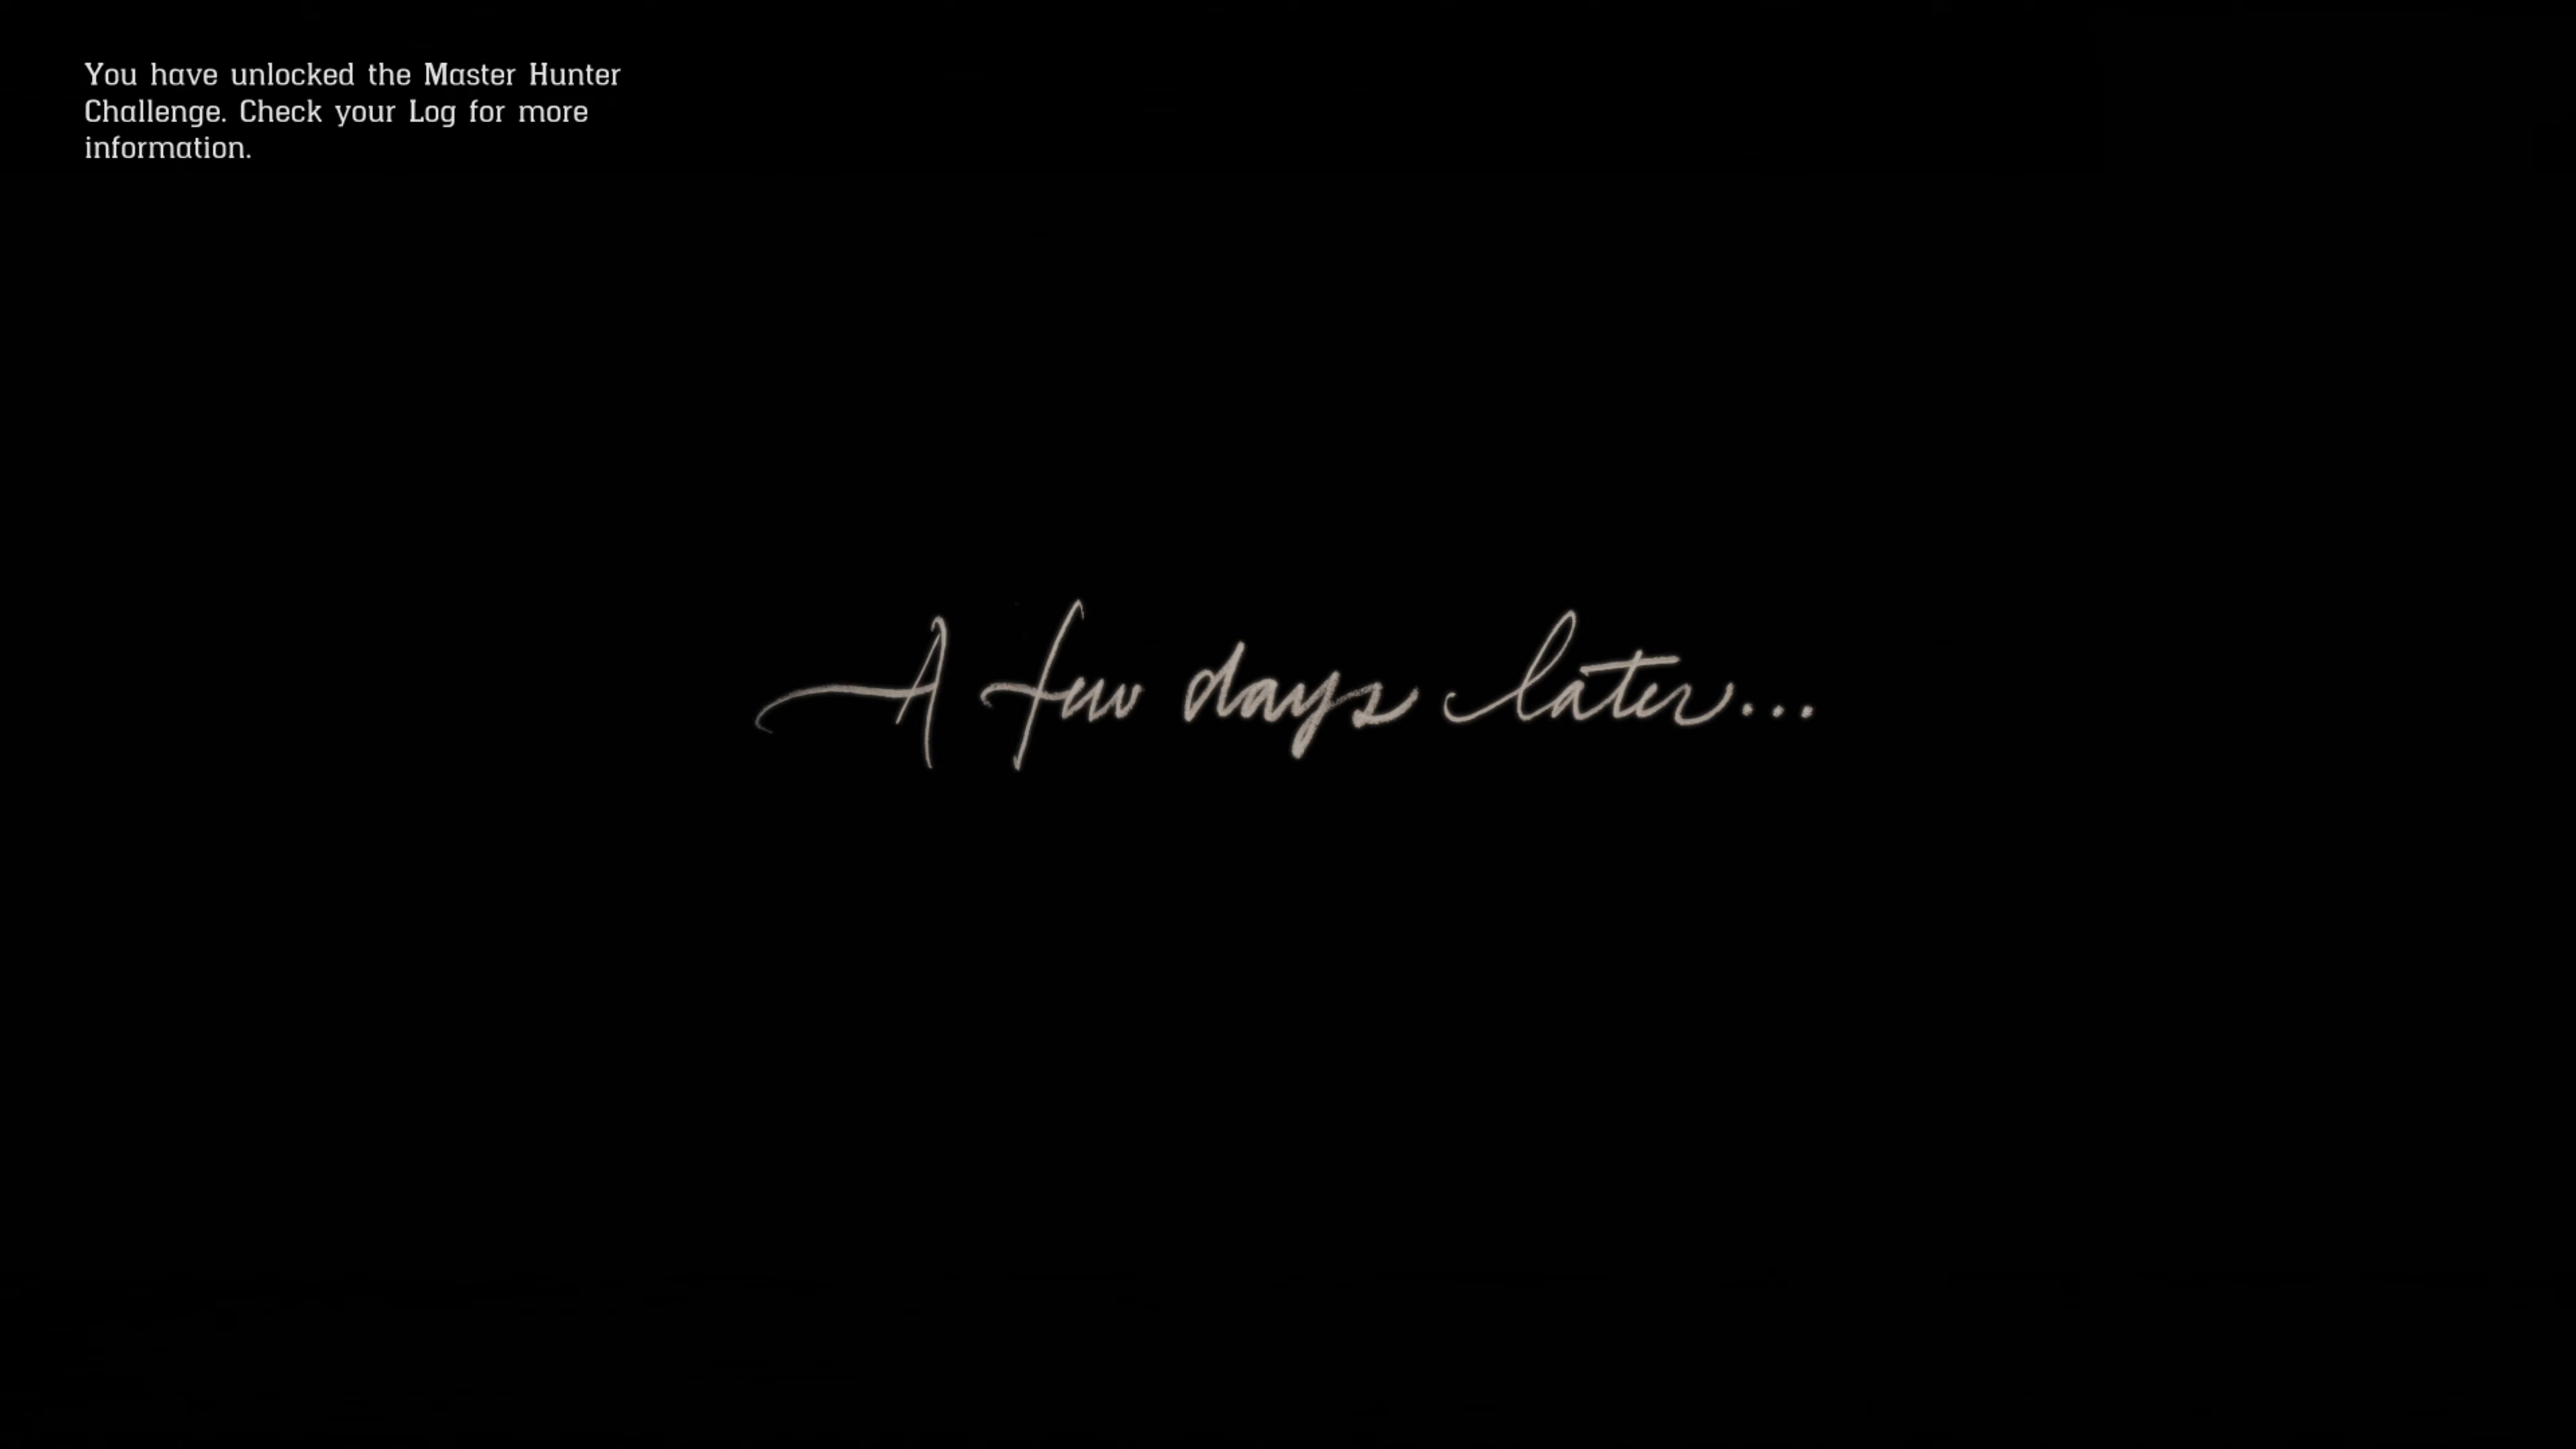 You have unlocked the Master Hunter
Challenge. Check your Log for more
information.
A few days later...